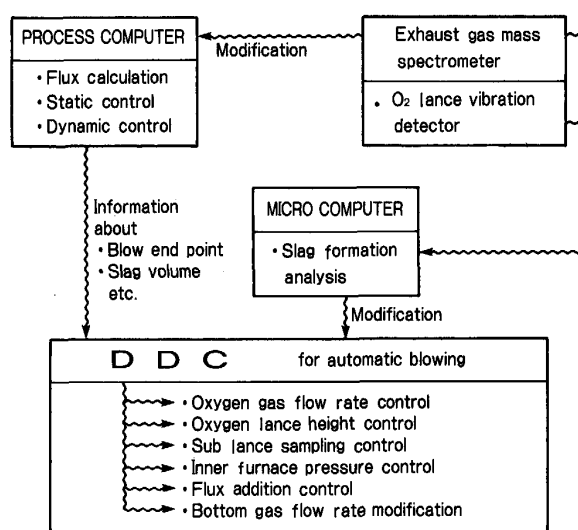 PROCESS COMPUTER
・Flux calculation
・Static control
・Dynamic control
Modification
Exhaust gas mass
spectrometer
・O₂ lance vibration
detector
Information
about
・Blow end point
・Slag volume
etc.
MICRO COMPUTER
・Slag formation
analysis
Modification
D D C for automatic blowing
・Oxygen gas flow rate control
・Oxygen lance height control
・Sub lance sampling control
・Inner furnace pressure control
・Flux addition control
・Bottom gas flow rate modification